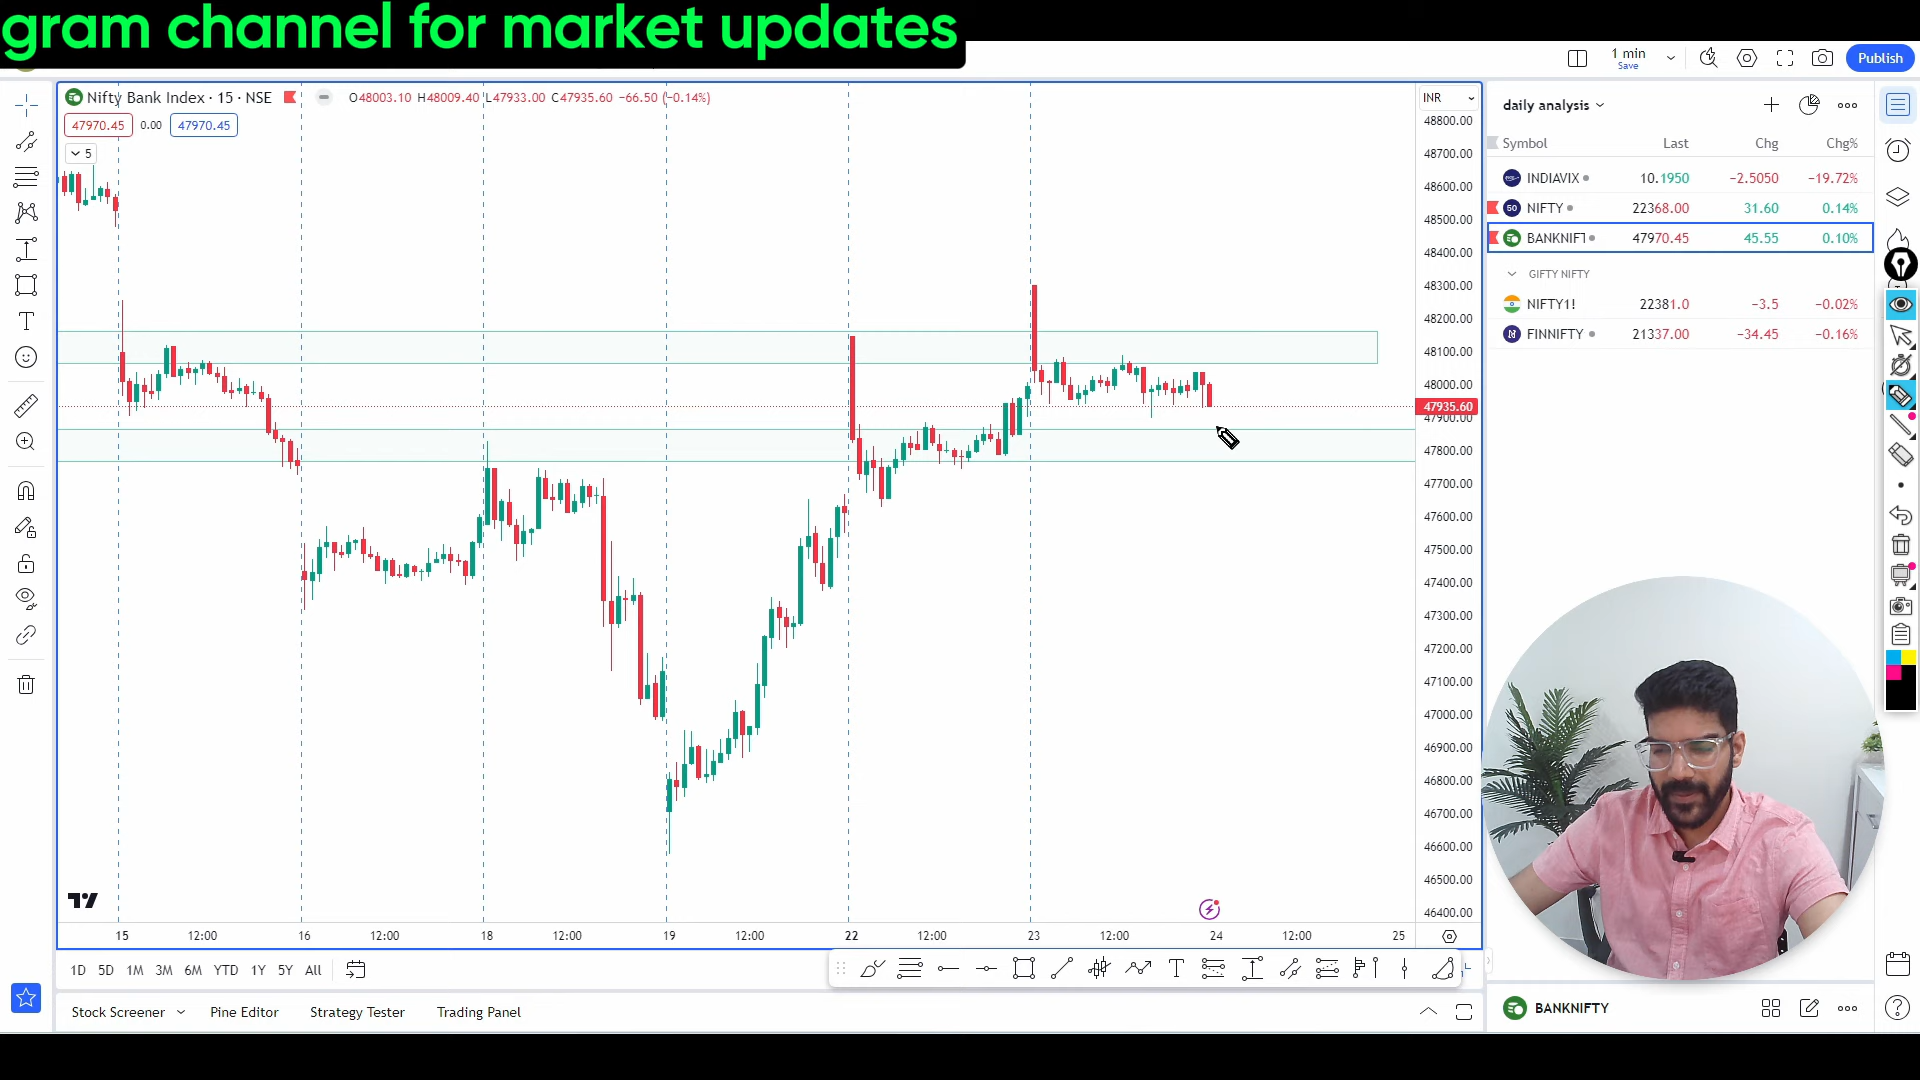 gram channel for market updates
1 min
Save
Publish
Nifty Bank Index · 15 · NSE
O48003.10 H48009.40 L47933.00 C47935.60 −66.50 (−0.14%)
INR
47970.45 0.00 47970.45
5
48800.00
48700.00
48600.00
48500.00
48400.00
48300.00
48200.00
48100.00
48000.00
47935.60
47900.00
47800.00
47700.00
47600.00
47500.00
47400.00
47300.00
47200.00
47100.00
47000.00
46900.00
46800.00
46700.00
46600.00
46500.00
46400.00
15 12:00 16 12:00 18 12:00 19 12:00 22 12:00 23 12:00 24 12:00 25
1D 5D 1M 3M 6M YTD 1Y 5Y All
Stock Screener Pine Editor Strategy Tester Trading Panel
daily analysis
Symbol Last Chg Chg%
INDIAVIX 10.1950 −2.5050 −19.72%
50 NIFTY 22368.00 31.60 0.14%
BANKNIFT 47970.45 45.55 0.10%
GIFTY NIFTY
NIFTY1! 22381.0 −3.5 −0.02%
FINNIFTY 21337.00 −34.45 −0.16%
BANKNIFTY